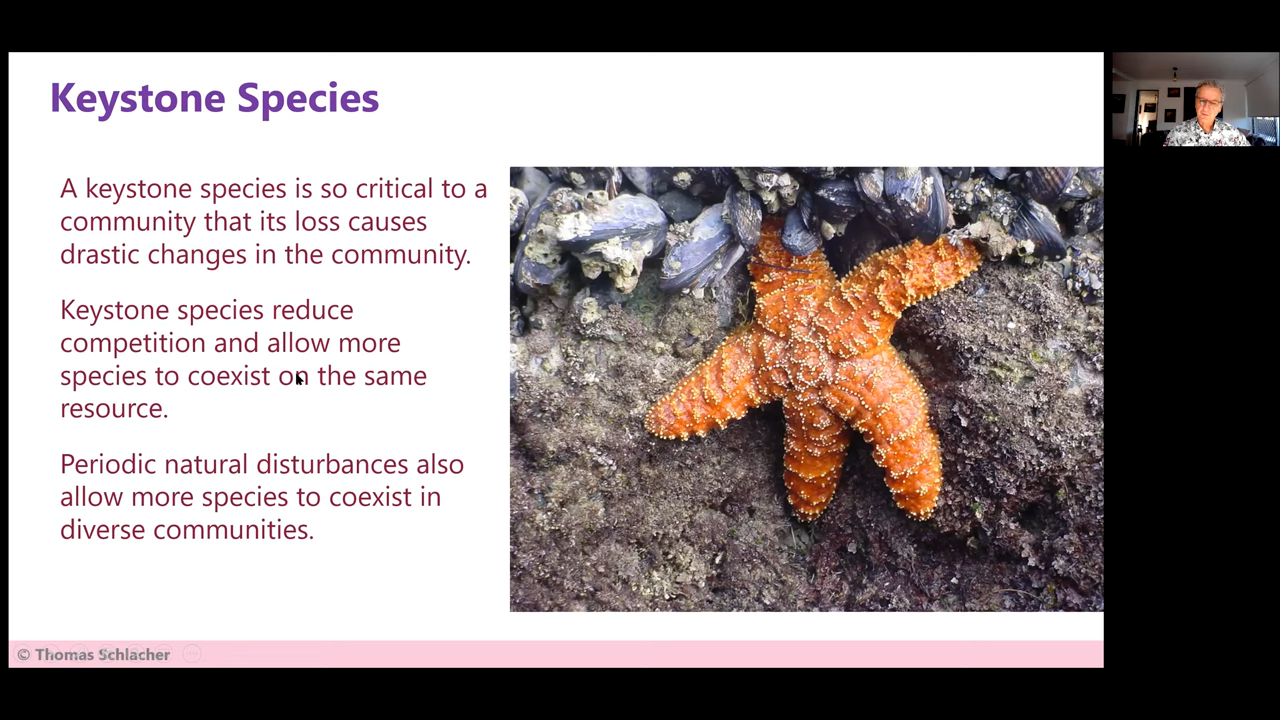 Keystone Species
A keystone species is so critical to a
community that its loss causes
drastic changes in the community.
Keystone species reduce
competition and allow more
species to coexist on the same
resource.
Periodic natural disturbances also
allow more species to coexist in
diverse communities.
© Thomas Schlacher